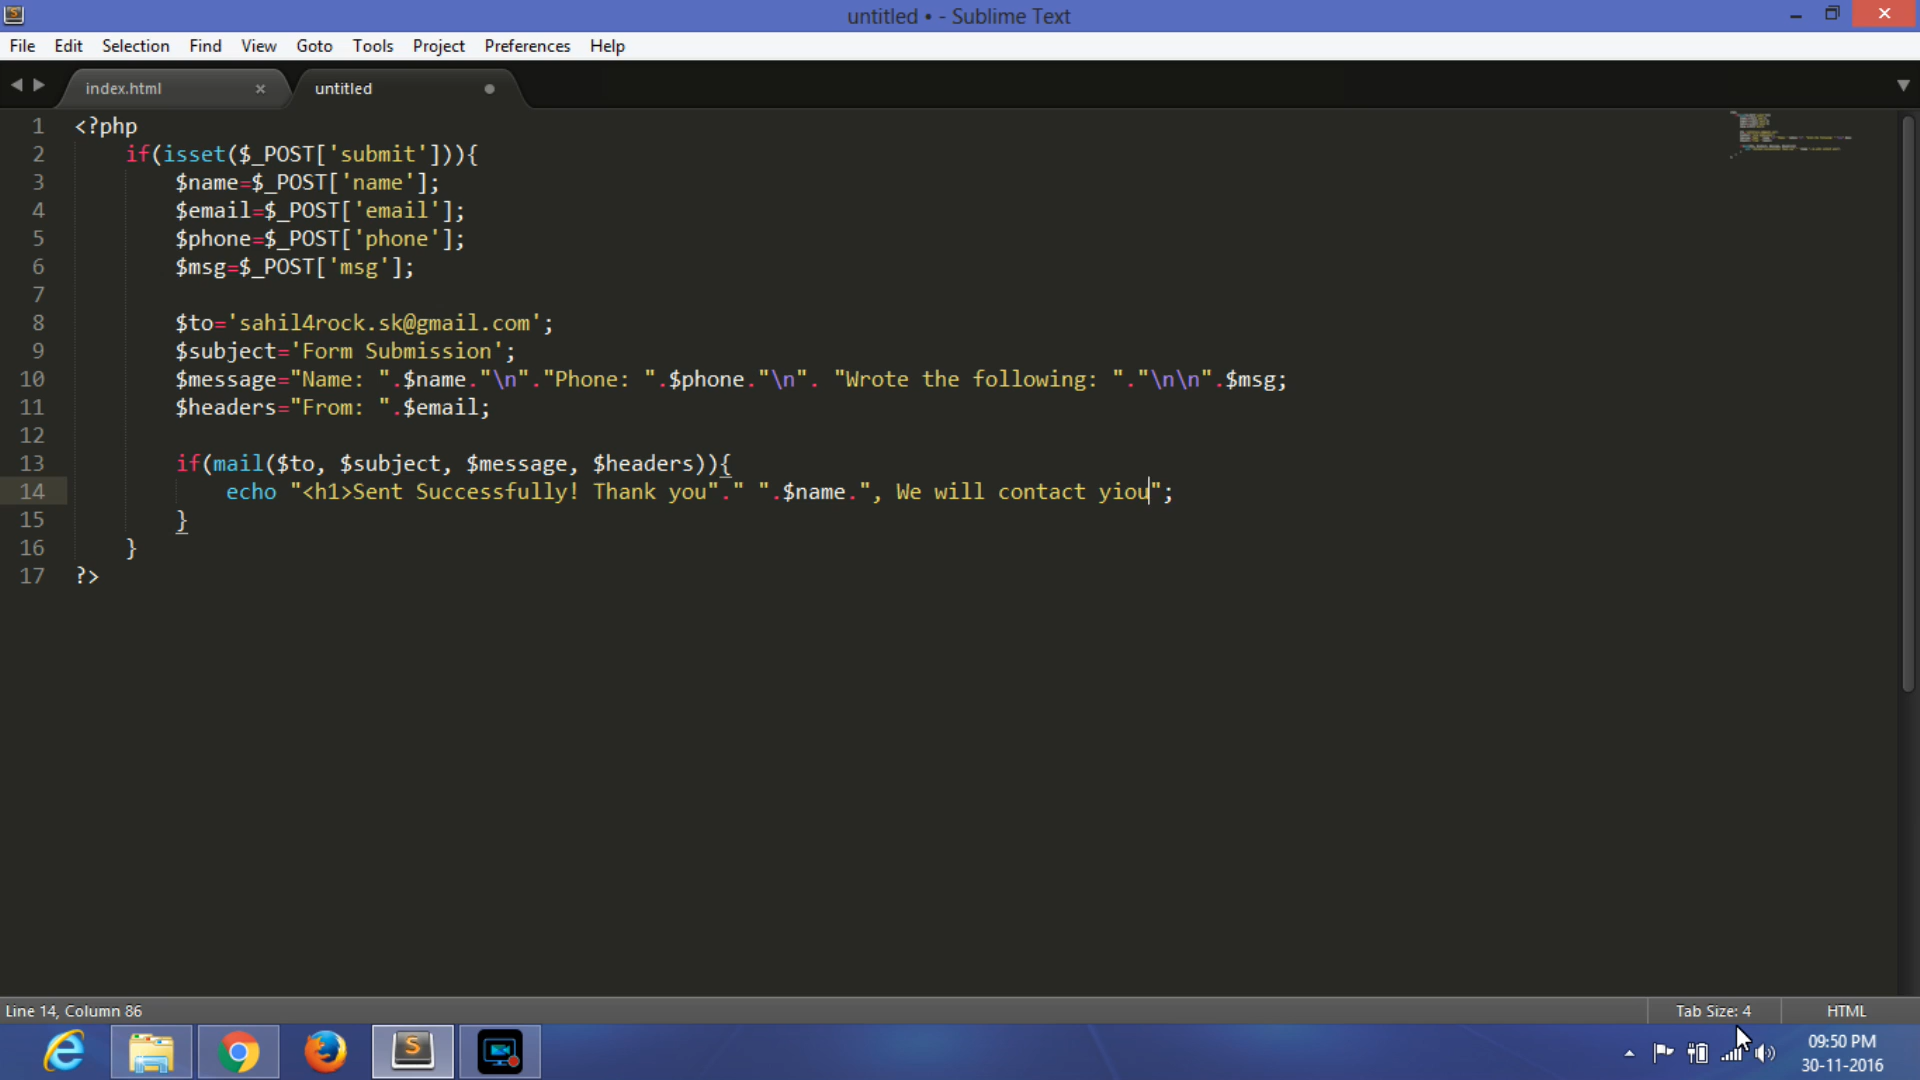 untitled • - Sublime Text
File Edit Selection Find View Goto Tools Project Preferences Help
index.html × untitled
1 <?php
2 if(isset($_POST['submit'])){
3 $name=$_POST['name'];
4 $email=$_POST['email'];
5 $phone=$_POST['phone'];
6 $msg=$_POST['msg'];
7
8 $to='sahil4rock.sk@gmail.com';
9 $subject='Form Submission';
10 $message="Name: ".$name."\n"."Phone: ".$phone."\n". "Wrote the following: "."\n\n".$msg;
11 $headers="From: ".$email;
12
13 if(mail($to, $subject, $message, $headers)){
14 echo "<h1>Sent Successfully! Thank you"." ".$name.", We will contact yiou";
15 }
16 }
17 ?>
Line 14, Column 86 Tab Size: 4 HTML
09:50 PM
30-11-2016